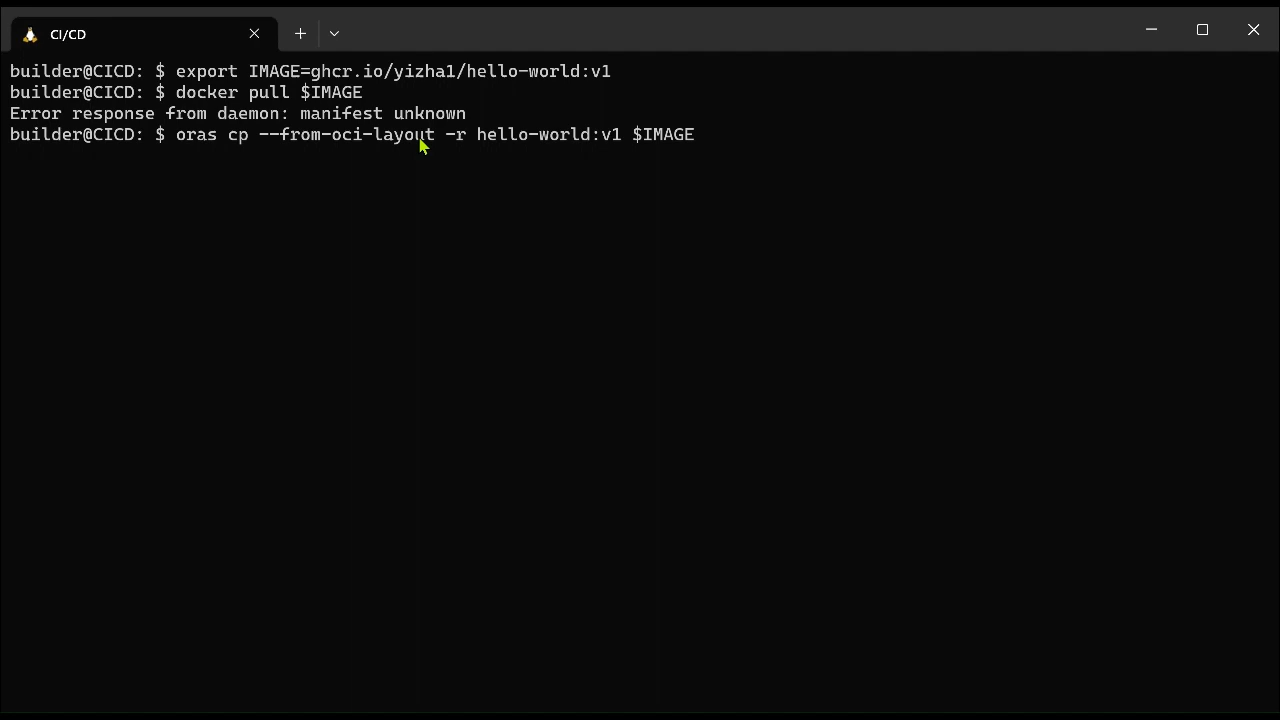 CI/CD
builder@CICD: $ export IMAGE=ghcr.io/yizha1/hello-world:v1
builder@CICD: $ docker pull $IMAGE
Error response from daemon: manifest unknown
builder@CICD: $ oras cp --from-oci-layout -r hello-world:v1 $IMAGE